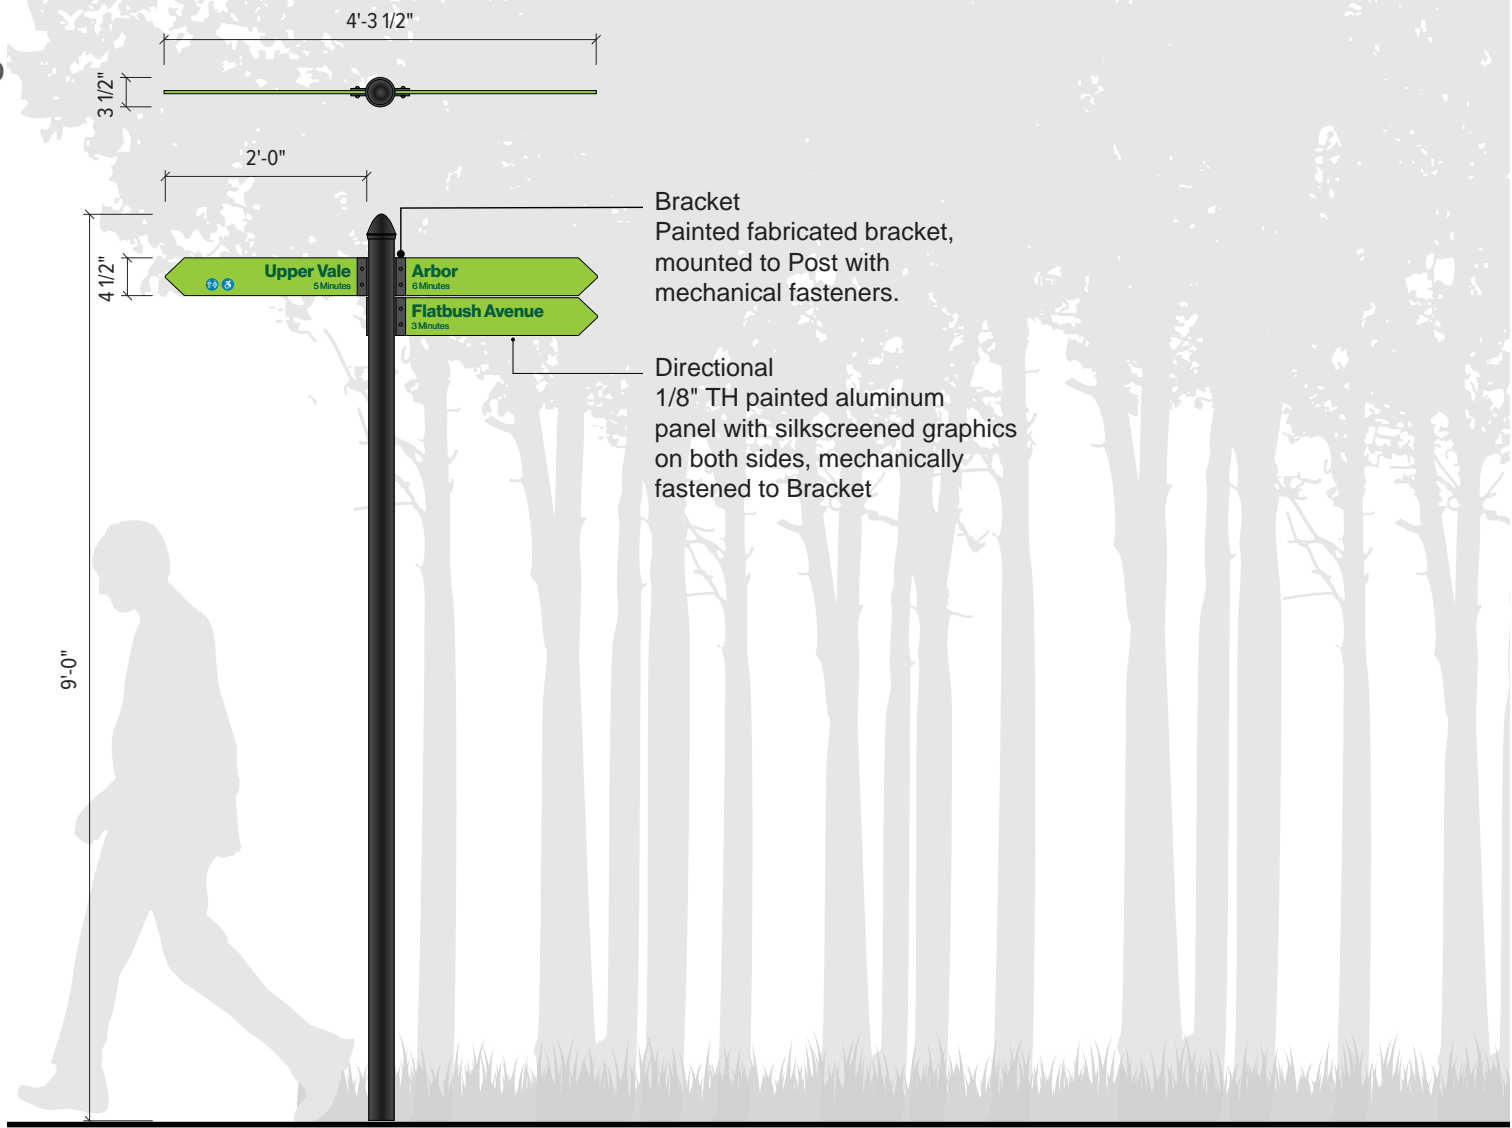 4'-3 1/2"
3 1/2"
2'-0"
4 1/2"
9'-0"
Upper Vale
5 Minutes
Arbor
6 Minutes
Flatbush Avenue
3 Minutes
Bracket
Painted fabricated bracket,
mounted to Post with
mechanical fasteners.
Directional
1/8" TH painted aluminum
panel with silkscreened graphics
on both sides, mechanically
fastened to Bracket